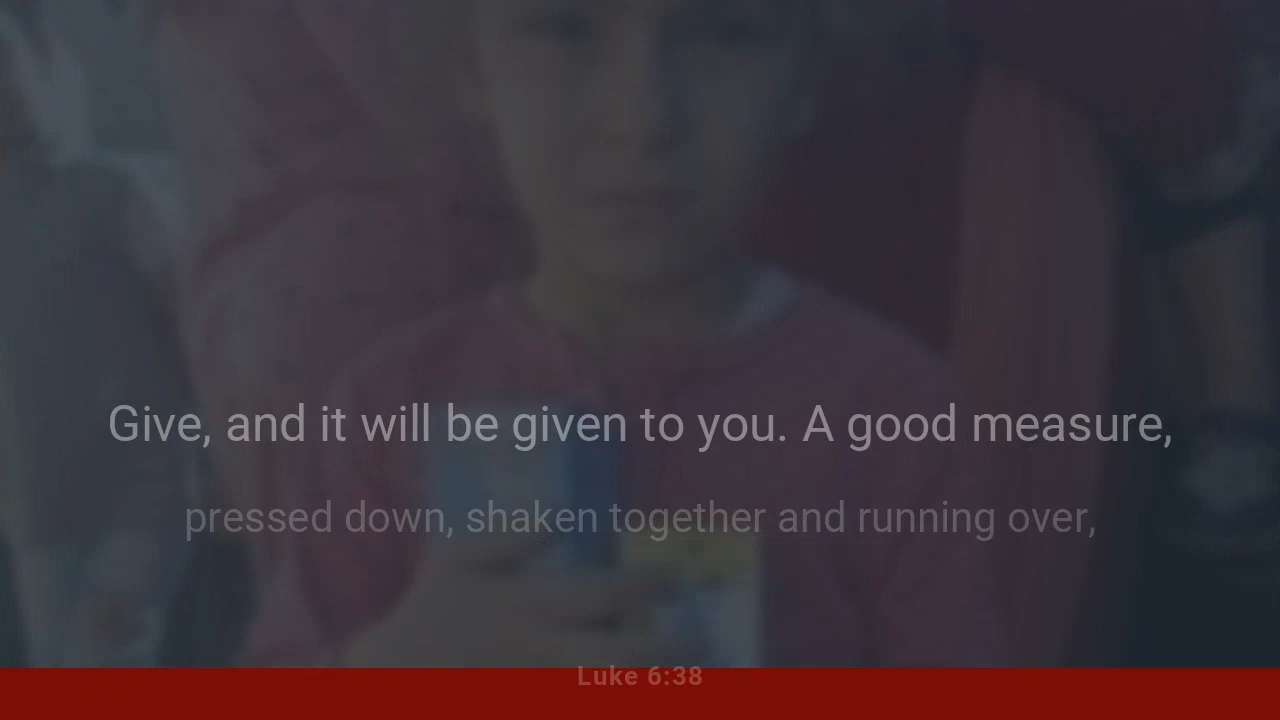 Give, and it will be given to you. A good measure,
pressed down, shaken together and running over,
Luke 6:38